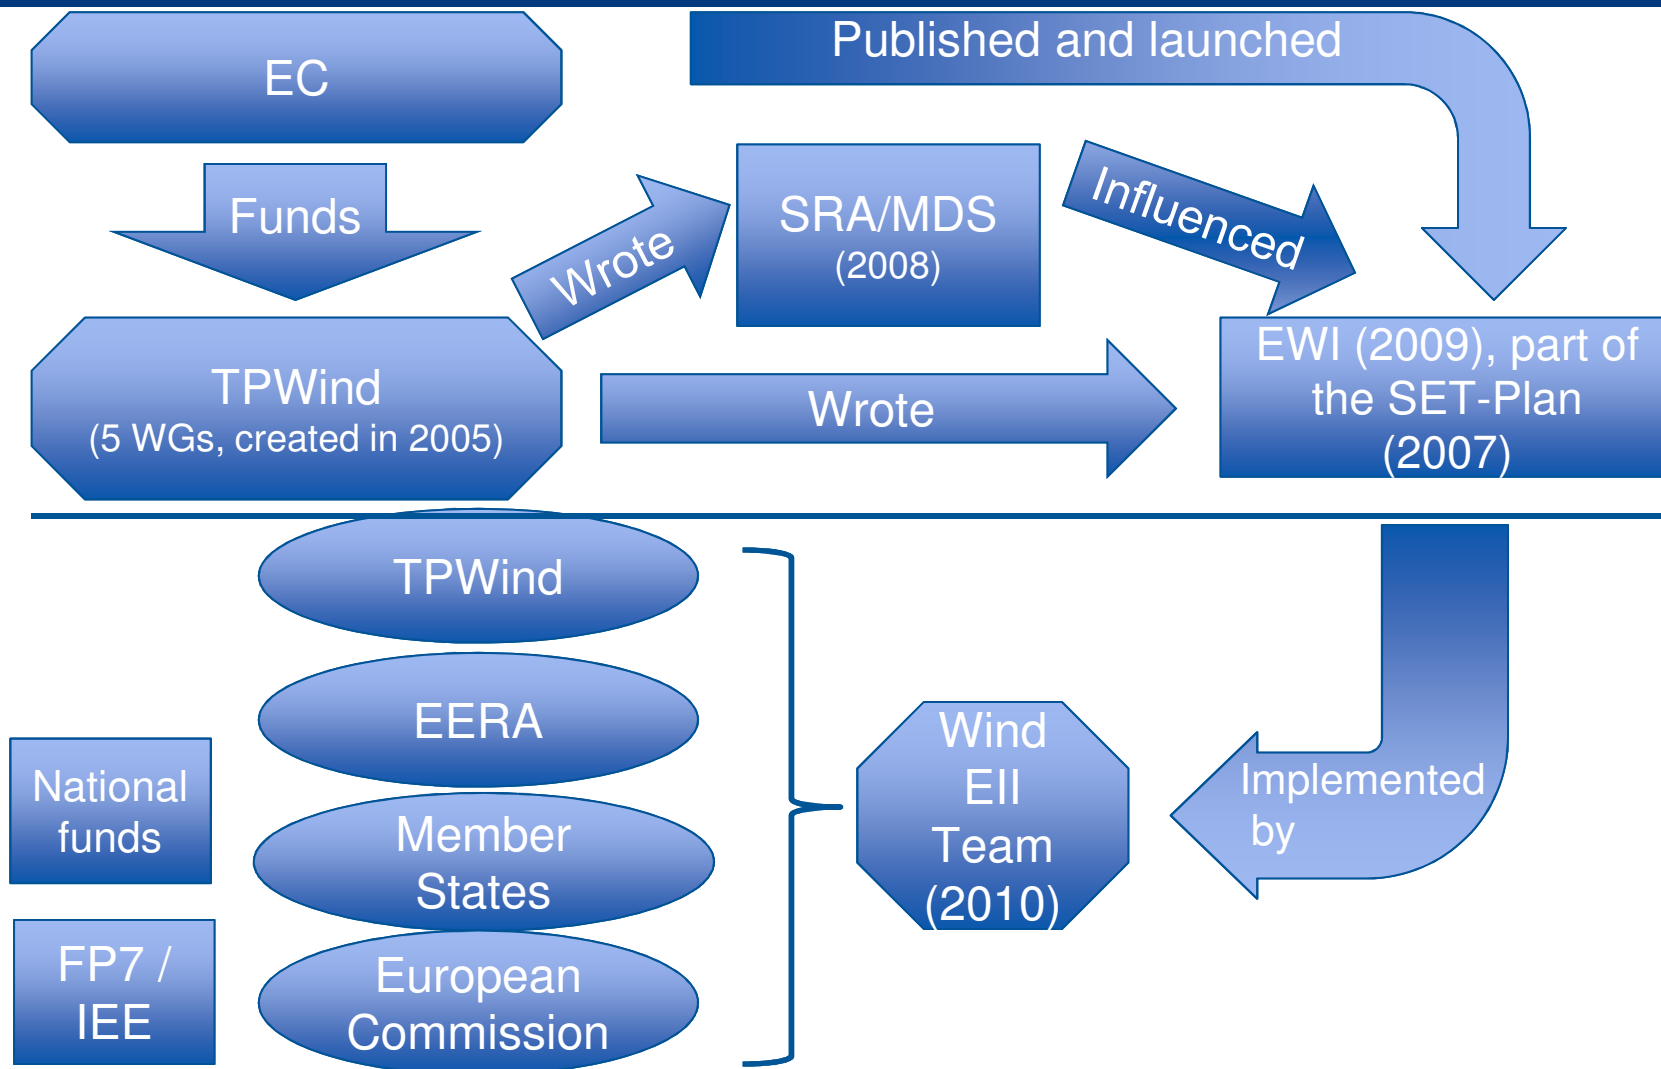 EC
Published and launched
Funds
Wrote
SRA/MDS
(2008)
Influenced
TPWind
(5 WGs, created in 2005)
Wrote
EWI (2009), part of
the SET-Plan
(2007)
TPWind
EERA
National
funds
Member
States
FP7 /
IEE
European
Commission
Wind
EII
Team
(2010)
Implemented
by